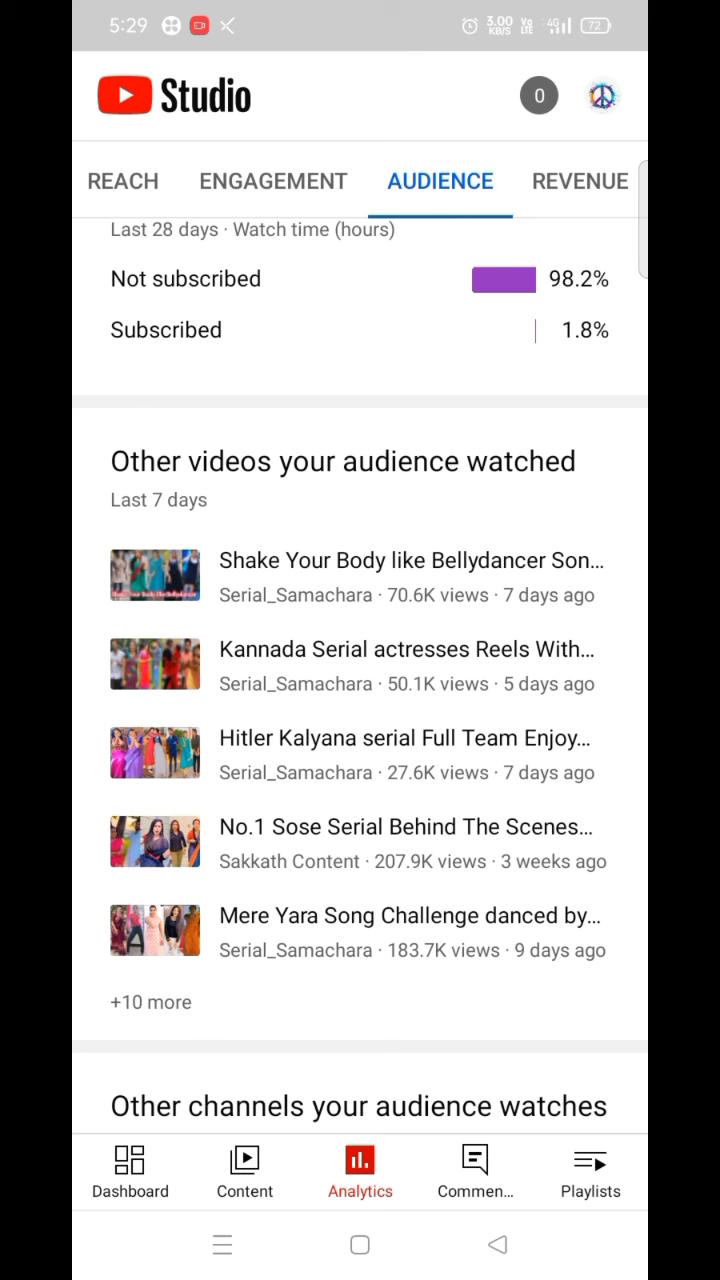 5:29 3.00 KB/S Vo LTE 4G 72
Studio 0
REACH ENGAGEMENT AUDIENCE REVENUE
Last 28 days · Watch time (hours)
Not subscribed 98.2%
Subscribed 1.8%
Other videos your audience watched
Last 7 days
Shake Your Body like Bellydancer Son...
Serial_Samachara · 70.6K views · 7 days ago
Kannada Serial actresses Reels With...
Serial_Samachara · 50.1K views · 5 days ago
Hitler Kalyana serial Full Team Enjoy...
Serial_Samachara · 27.6K views · 7 days ago
No.1 Sose Serial Behind The Scenes...
Sakkath Content · 207.9K views · 3 weeks ago
Mere Yara Song Challenge danced by...
Serial_Samachara · 183.7K views · 9 days ago
+10 more
Other channels your audience watches
Dashboard Content Analytics Commen... Playlists